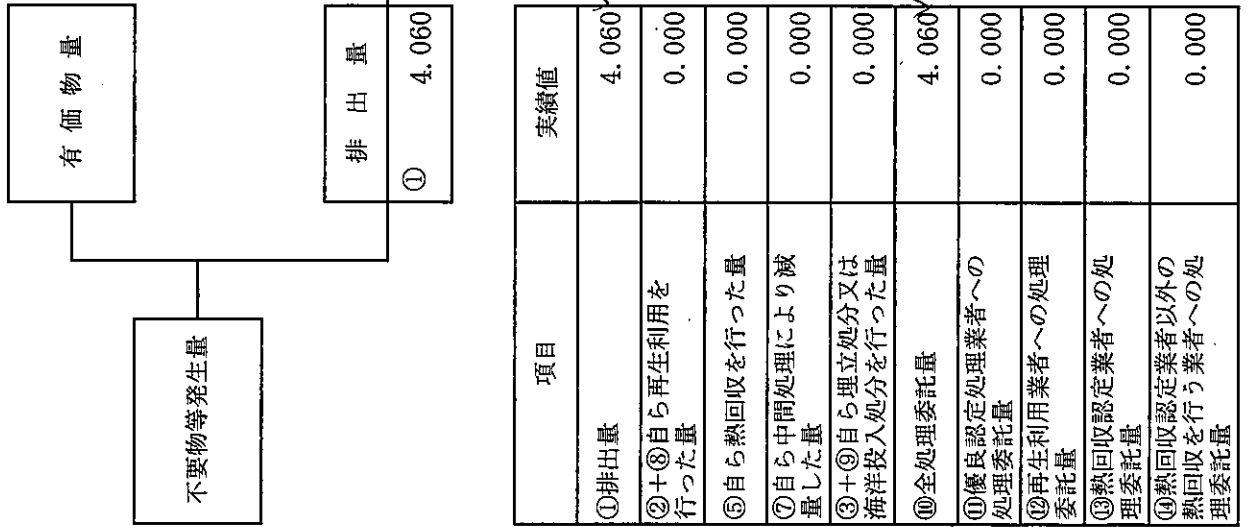 不要物等発生量
有価物量
排出量
① 4.060
項目 実績値
①排出量 4.060
②+⑧自ら再生利用を
行った量 0.000
⑤自ら熱回収を行った量 0.000
⑦自ら中間処理により減
量した量 0.000
③+⑨自ら埋立処分又は
海洋投入処分を行った量 0.000
⑩全処理委託量 4.060
⑪優良認定処理業者への
処理委託量 0.000
⑫再生利用業者への処理
委託量 0.000
⑬熱回収認定業者への処
理委託量 0.000
⑭熱回収認定業者以外の
熱回収を行う業者への処
理委託量 0.000